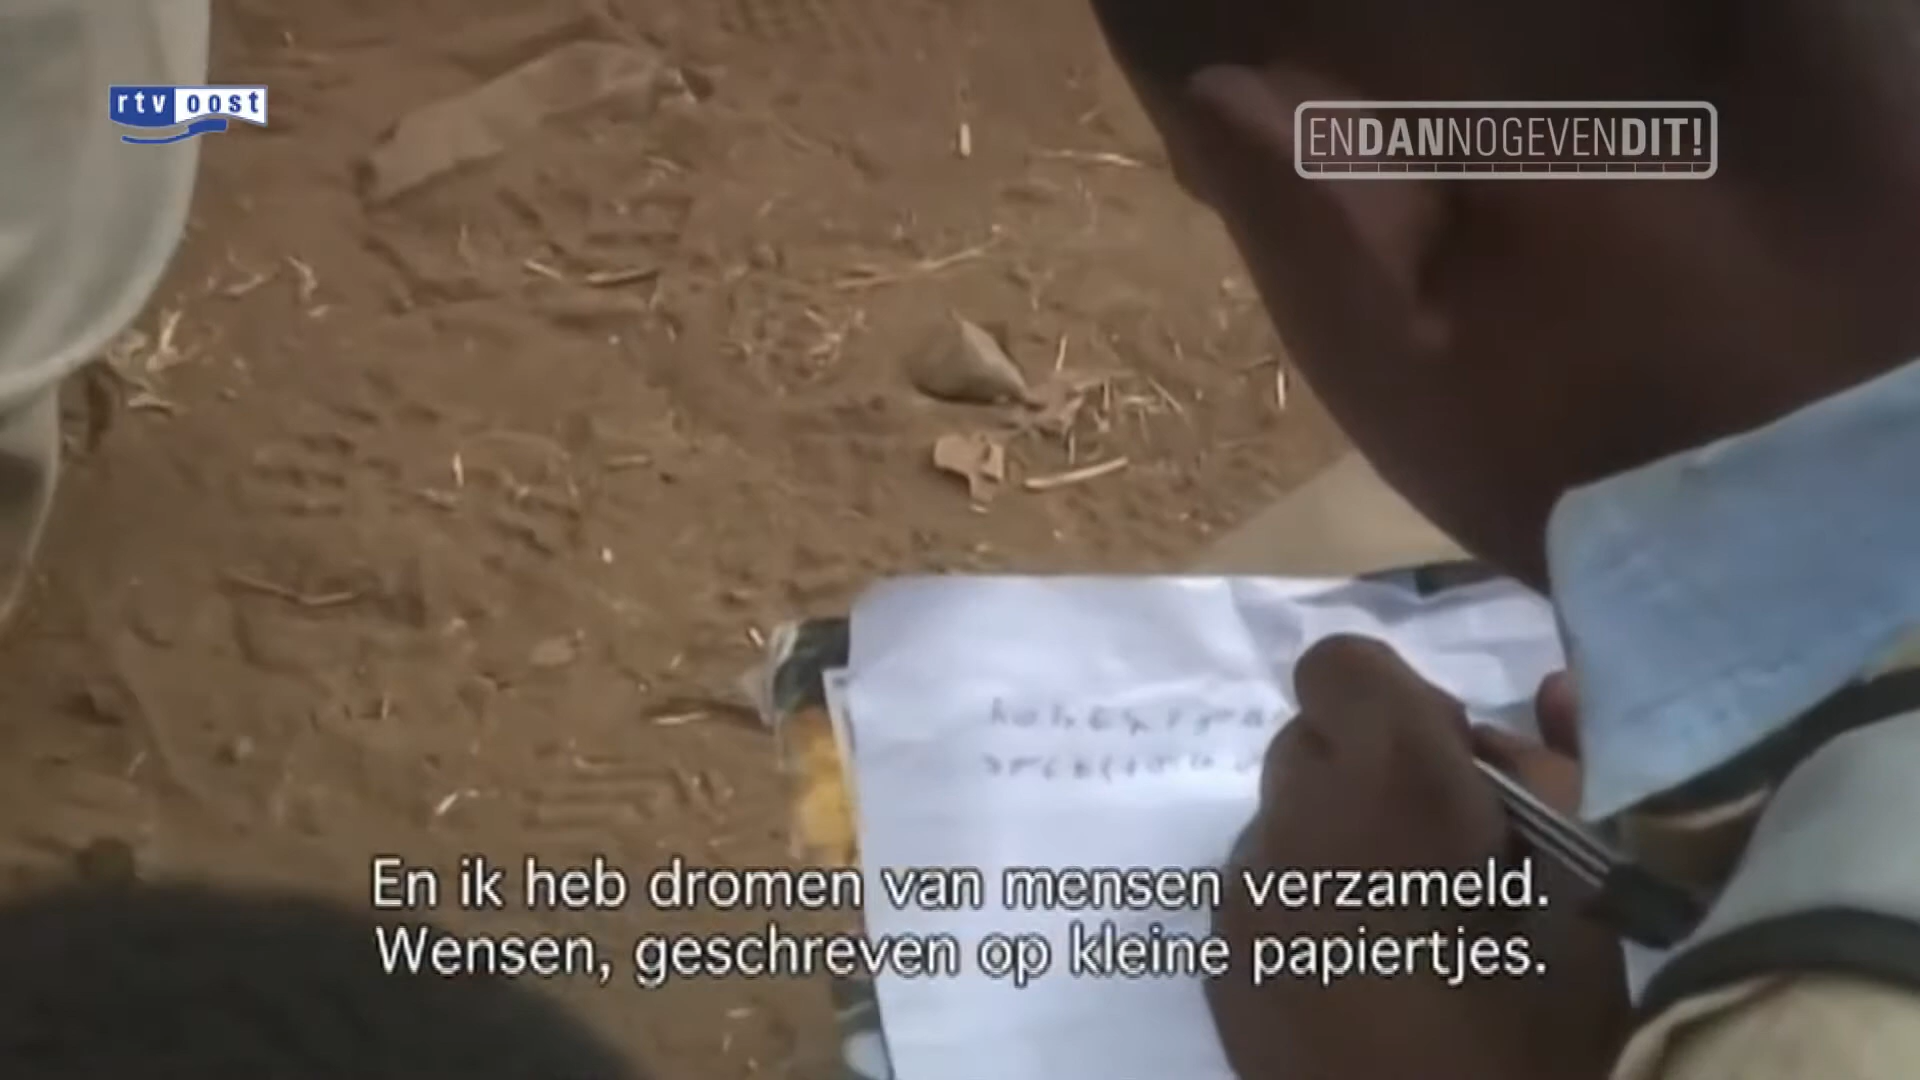 rtv oost
ENDANNOGEVENDIT!
En ik heb dromen van mensen verzameld.
Wensen, geschreven op kleine papiertjes.